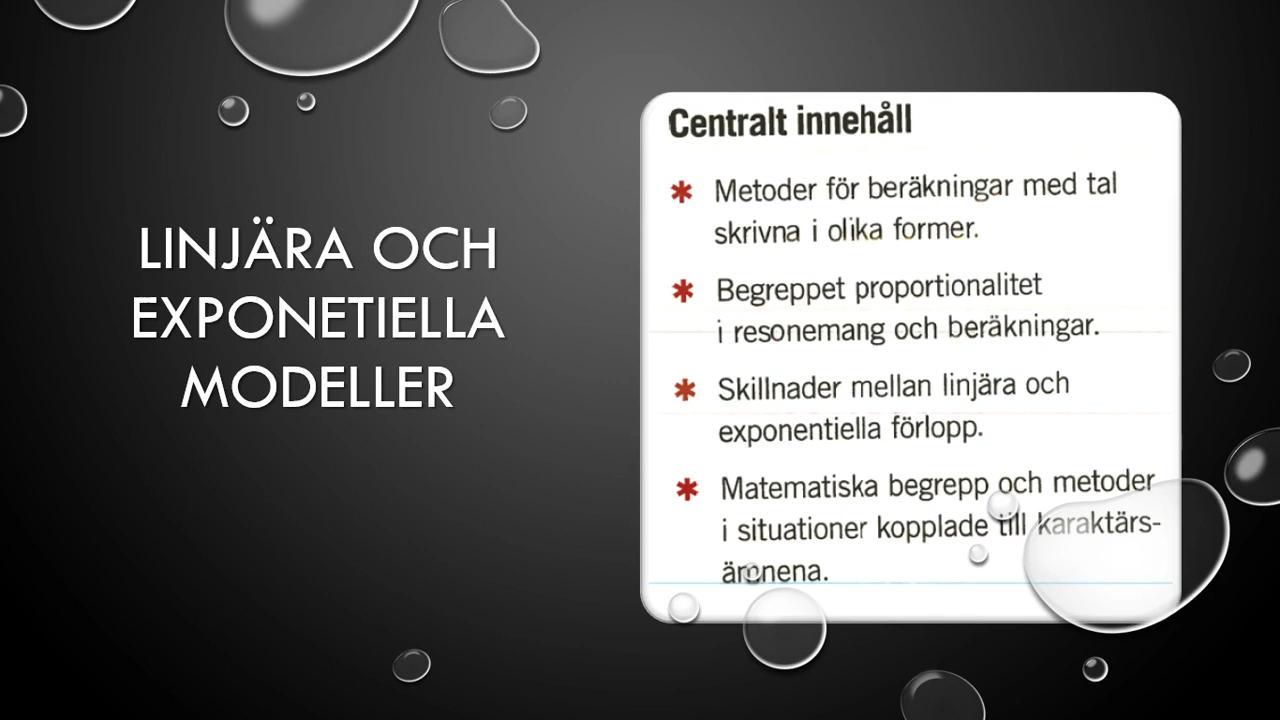 LINJÄRA OCH
EXPONETIELLA
MODELLER
Centralt innehåll
* Metoder för beräkningar med tal
skrivna i olika former.
* Begreppet proportionalitet
i resonemang och beräkningar.
* Skillnader mellan linjära och
exponentiella förlopp.
* Matematiska begrepp och metoder
i situationer kopplade till karaktärs-
ämnena.